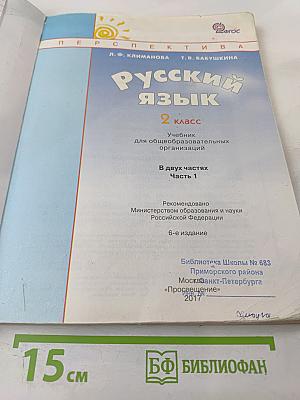 ФГОС
ПЕРСПЕКТИВА
Л. Ф. КЛИМАНОВА Т. В. БАБУШКИНА
Русский
язык
2 класс
Учебник
для общеобразовательных
организаций
В двух частях
Часть 1
Рекомендовано
Министерством образования и науки
Российской Федерации
6-е издание
Библиотека Школы № 683
Приморского района
Москва
Санкт-Петербурга
«Просвещение»
2017
15 см
БФ БИБЛИОФАН